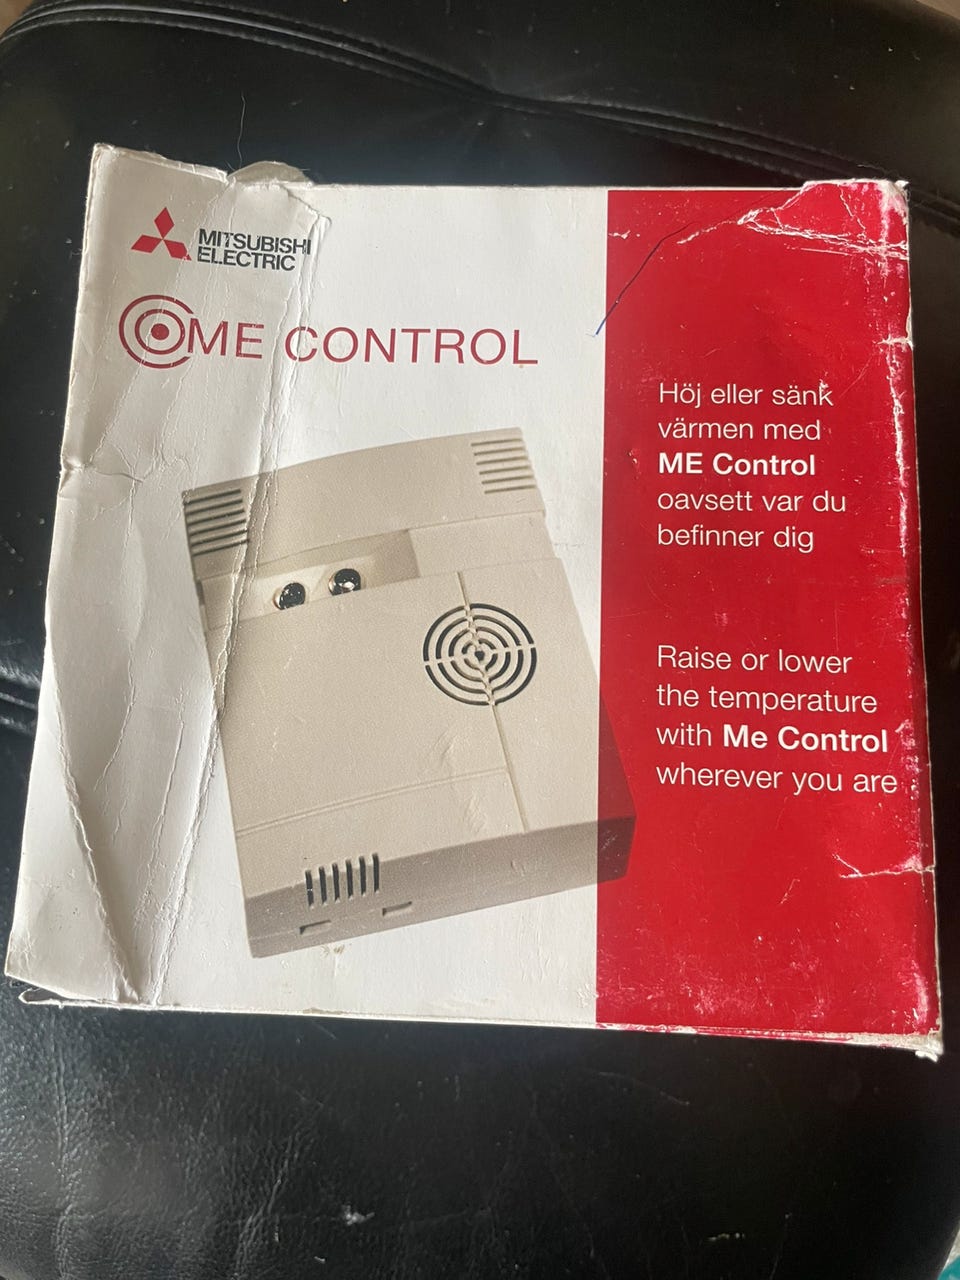 MITSUBISHI
ELECTRIC
ME CONTROL
Höj eller sänk
värmen med
ME Control
oavsett var du
befinner dig
Raise or lower
the temperature
with Me Control
wherever you are